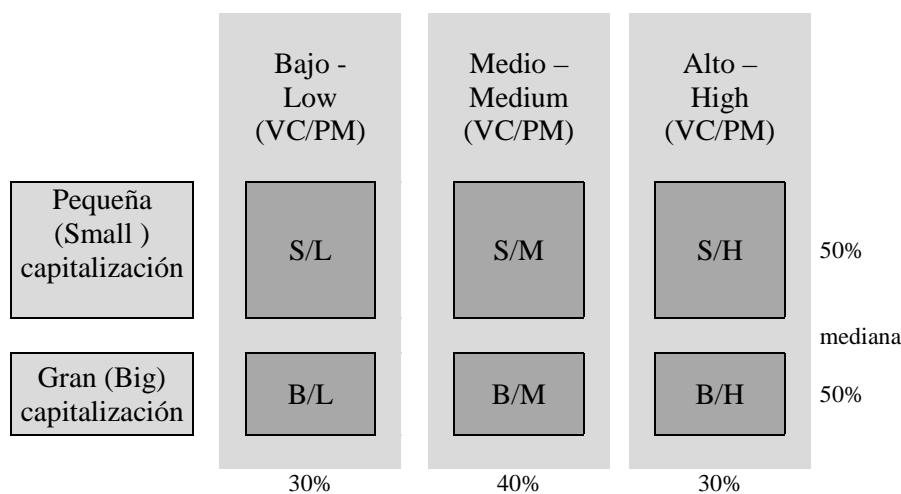 Bajo -
Low
(VC/PM)
Medio –
Medium
(VC/PM)
Alto –
High
(VC/PM)
Pequeña
(Small )
capitalización
S/L
S/M
S/H
50%
mediana
Gran (Big)
capitalización
B/L
B/M
B/H
50%
30%
40%
30%